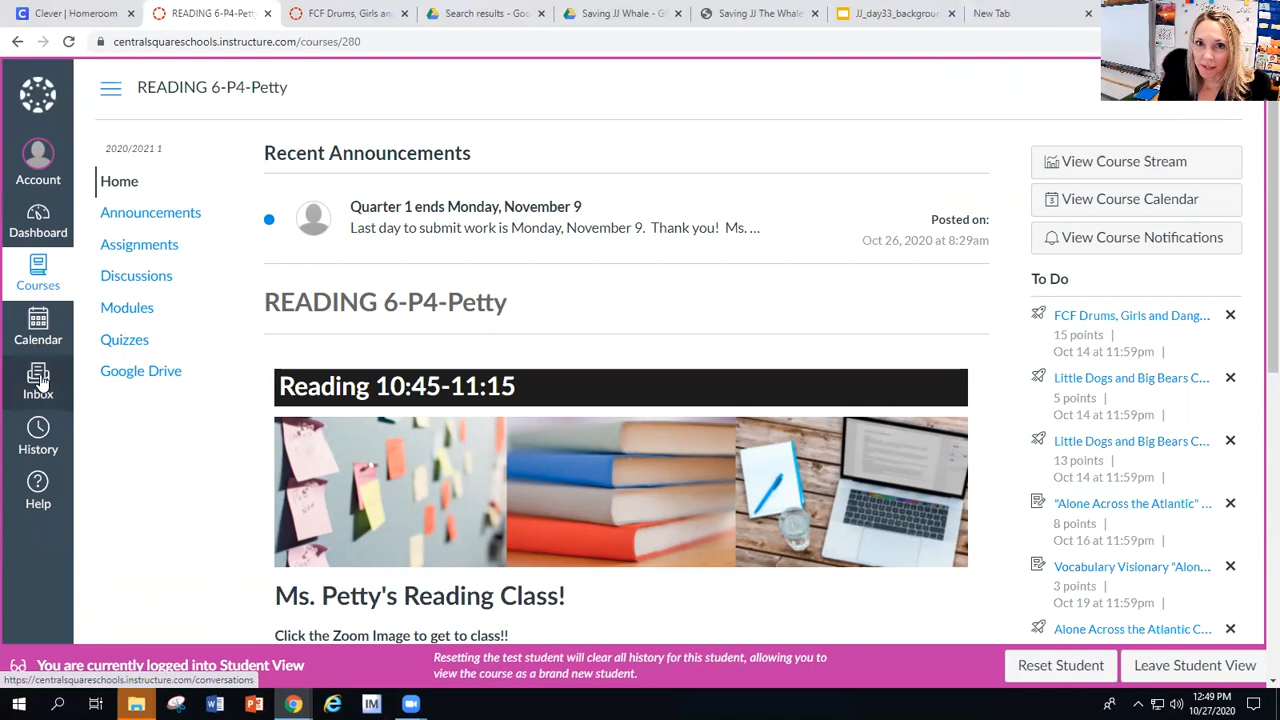 Clever | Homeroom
READING 6-P4-Pett
FCF Drums, Girls an
Search results - Goo
Saving JJ Whale - G
Saving JJ The Whale
JJ_day33_backgrou
New Tab
centralsquareschools.instructure.com/courses/280
READING 6-P4-Petty
Account
Dashboard
Courses
Calendar
Inbox
History
Help
2020/2021 1
Home
Announcements
Assignments
Discussions
Modules
Quizzes
Google Drive
Recent Announcements
Quarter 1 ends Monday, November 9
Last day to submit work is Monday, November 9. Thank you! Ms. ...
Posted on:
Oct 26, 2020 at 8:29am
READING 6-P4-Petty
Reading 10:45-11:15
Ms. Petty's Reading Class!
Click the Zoom Image to get to class!!
View Course Stream
3 View Course Calendar
View Course Notifications
To Do
FCF Drums, Girls and Dang...
15 points |
Oct 14 at 11:59pm |
Little Dogs and Big Bears C...
5 points |
Oct 14 at 11:59pm |
Little Dogs and Big Bears C...
13 points |
Oct 14 at 11:59pm |
"Alone Across the Atlantic" ...
8 points |
Oct 16 at 11:59pm |
Vocabulary Visionary "Alon...
3 points |
Oct 19 at 11:59pm |
Alone Across the Atlantic C...
You are currently logged into Student View
Resetting the test student will clear all history for this student, allowing you to
view the course as a brand new student.
Reset Student
Leave Student View
https://centralsquareschools.instructure.com/conversations
IM
12:49 PM
10/27/2020